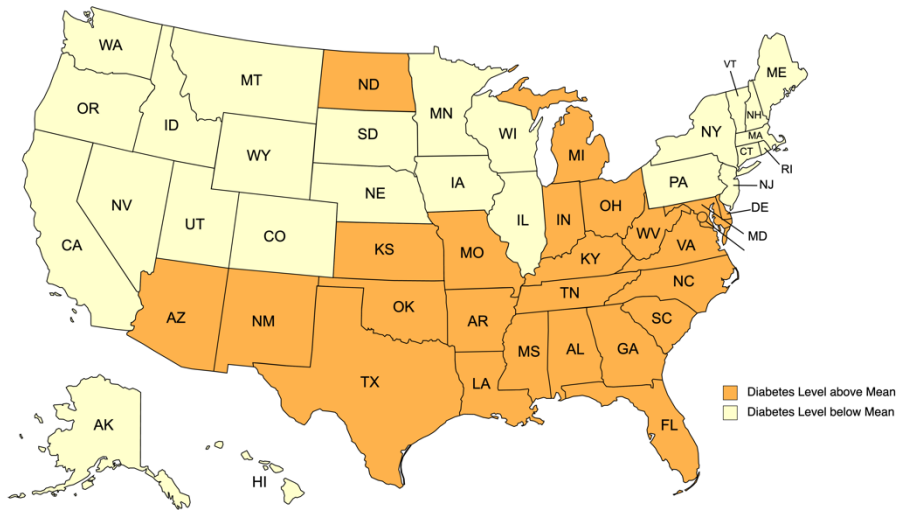 WA
MT
ND
MN
VT
ME
OR
ID
SD
WI
NY
NH
MA
CT
RI
WY
MI
IA
PA
NJ
NE
NV
UT
CO
IL
IN
OH
DE
MD
CA
KS
MO
WV
VA
KY
AZ
NM
OK
AR
TN
NC
SC
MS
AL
GA
TX
LA
FL
AK
HI
Diabetes Level above Mean
Diabetes Level below Mean